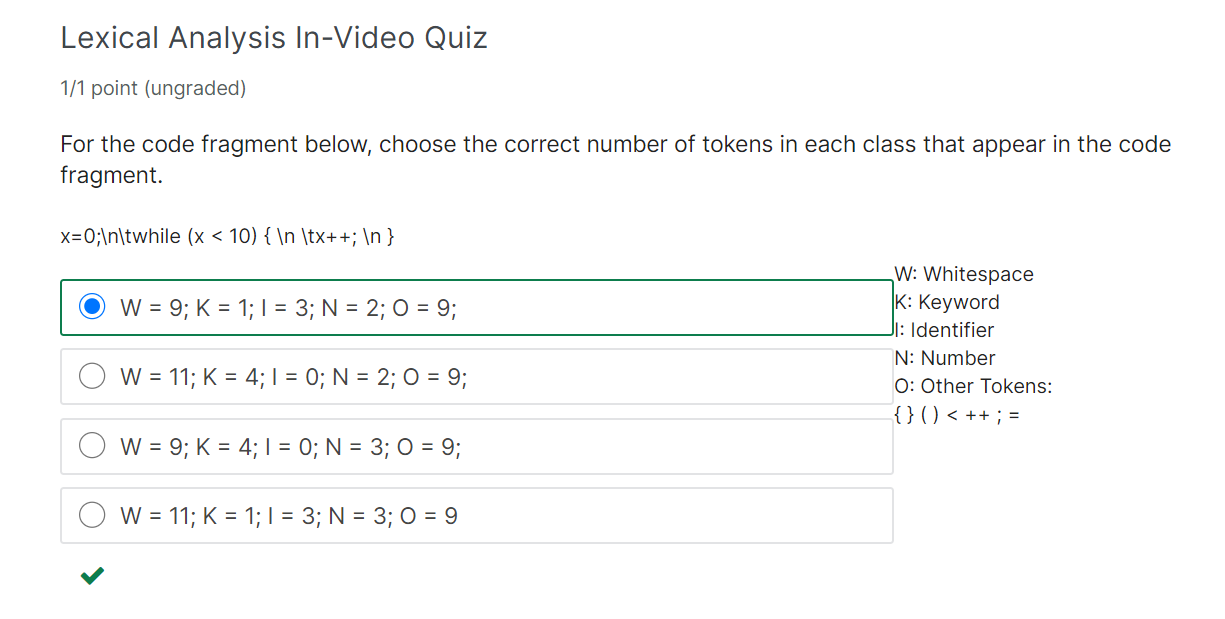 Lexical Analysis In-Video Quiz
1/1 point (ungraded)
For the code fragment below, choose the correct number of tokens in each class that appear in the code
fragment.
x=0;\n\twhile (x < 10) { \n \tx++; \n }
W = 9; K = 1; I = 3; N = 2; O = 9;
W = 11; K = 4; I = 0; N = 2; O = 9;
W = 9; K = 4; I = 0; N = 3; O = 9;
W = 11; K = 1; I = 3; N = 3; O = 9
W: Whitespace
K: Keyword
I: Identifier
N: Number
O: Other Tokens:
{ } ( ) < ++ ; =